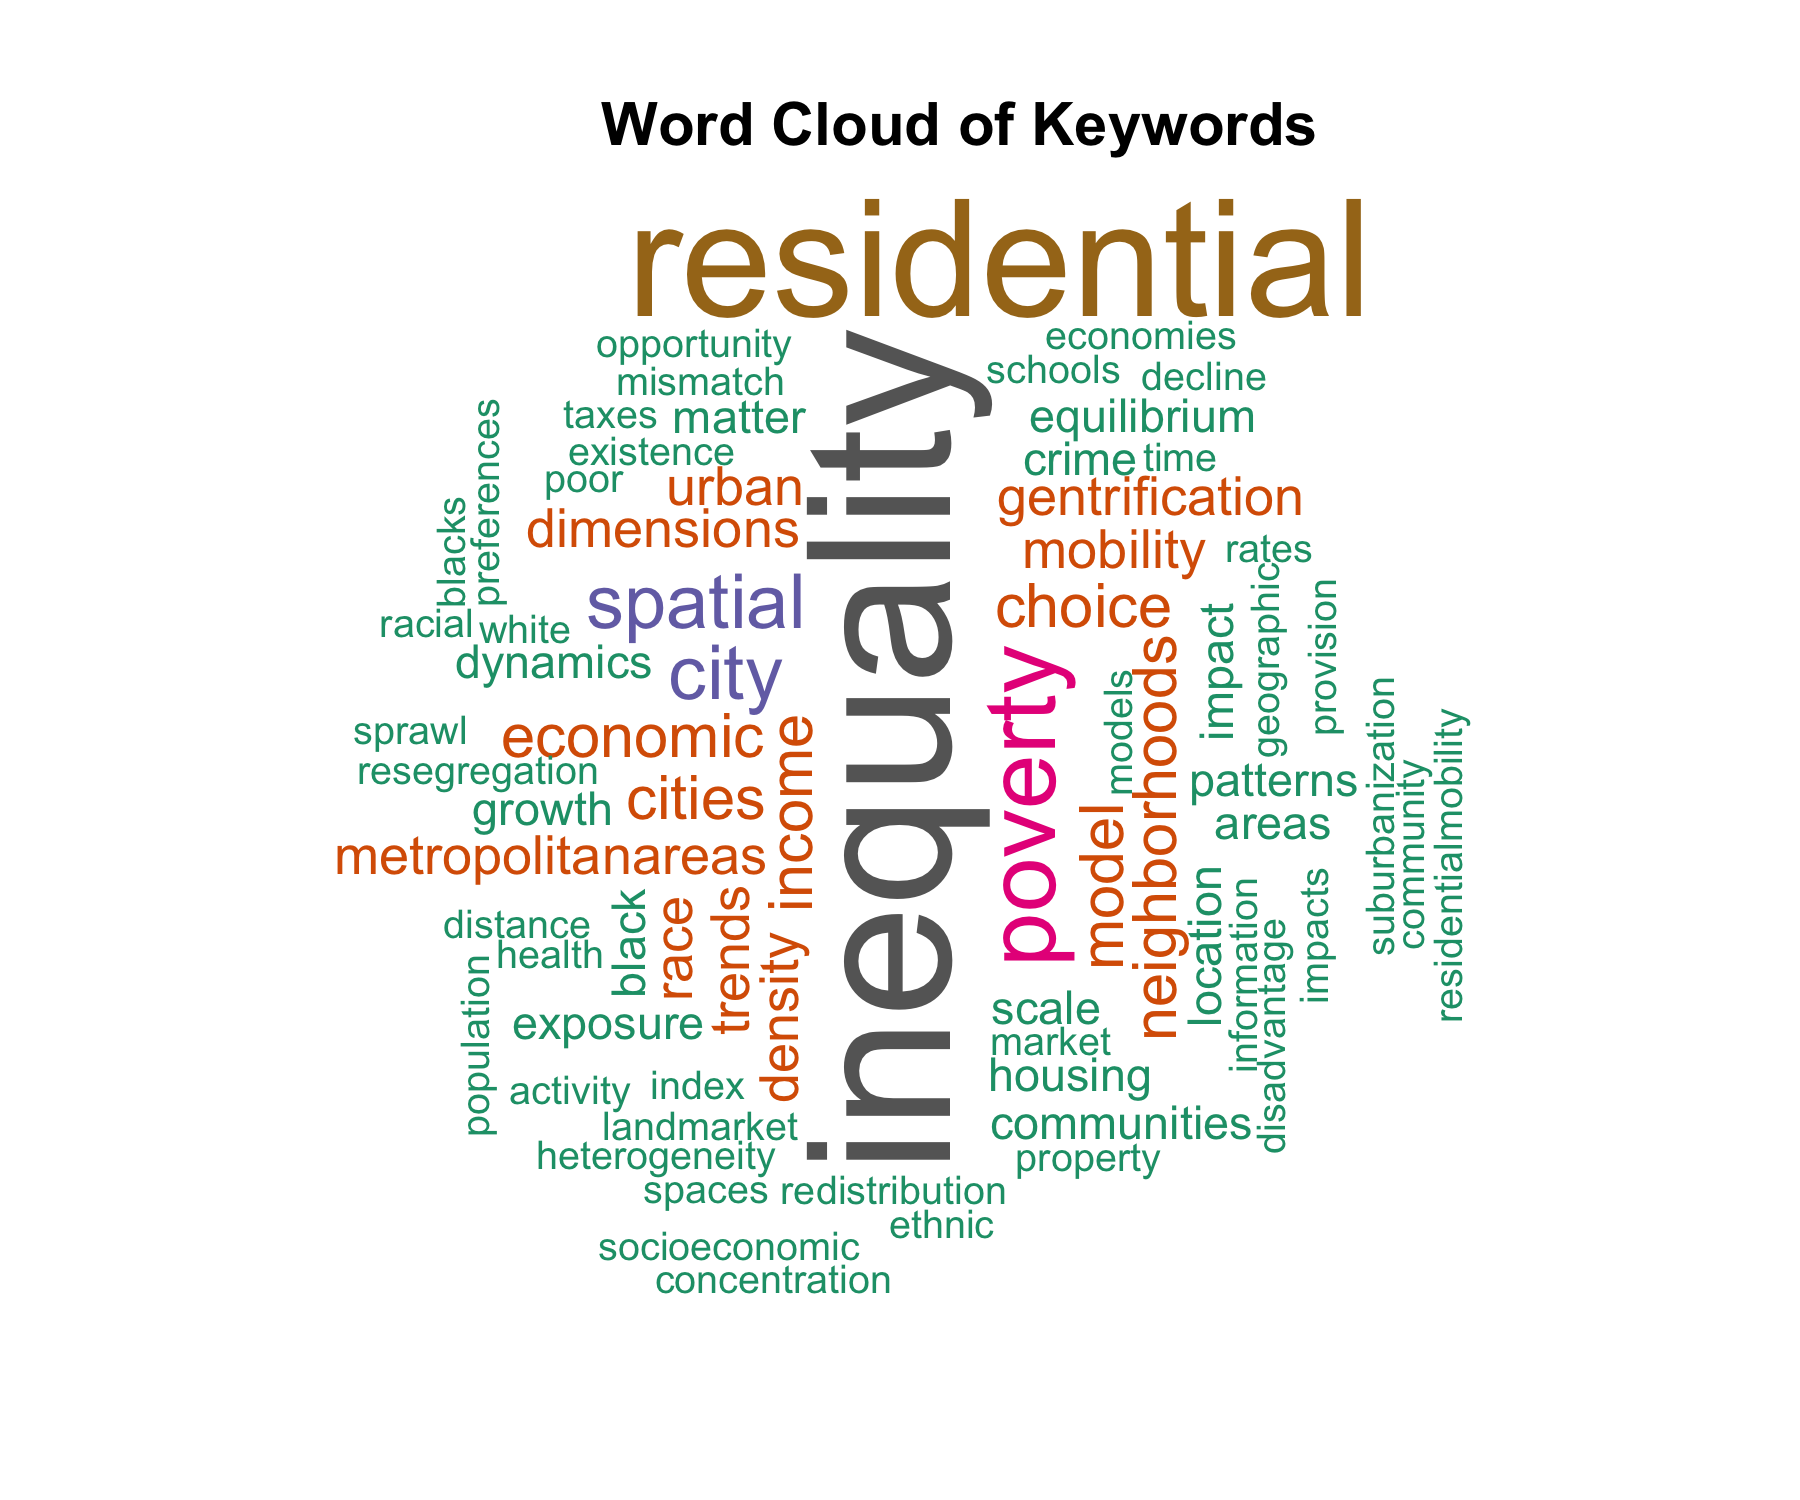 Word Cloud of Keywords
residential
opportunity
economies
mismatch
schools
decline
taxes
matter
equilibrium
existence
crime
time
poor
urban
gentrification
dimensions
mobility
rates
preferences
blacks
inequality
spatial
choice
racial
white
dynamics
city
poverty
models
neighborhoods
impact
geographic
provision
sprawl
economic
income
resegregation
cities
growth
patterns
areas
suburbanization
community
residentialmobility
metropolitanareas
model
distance
health
black
race
trends
density
location
information
disadvantage
impacts
population
exposure
scale
market
activity
index
housing
landmarket
communities
heterogeneity
property
spaces
redistribution
ethnic
socioeconomic
concentration